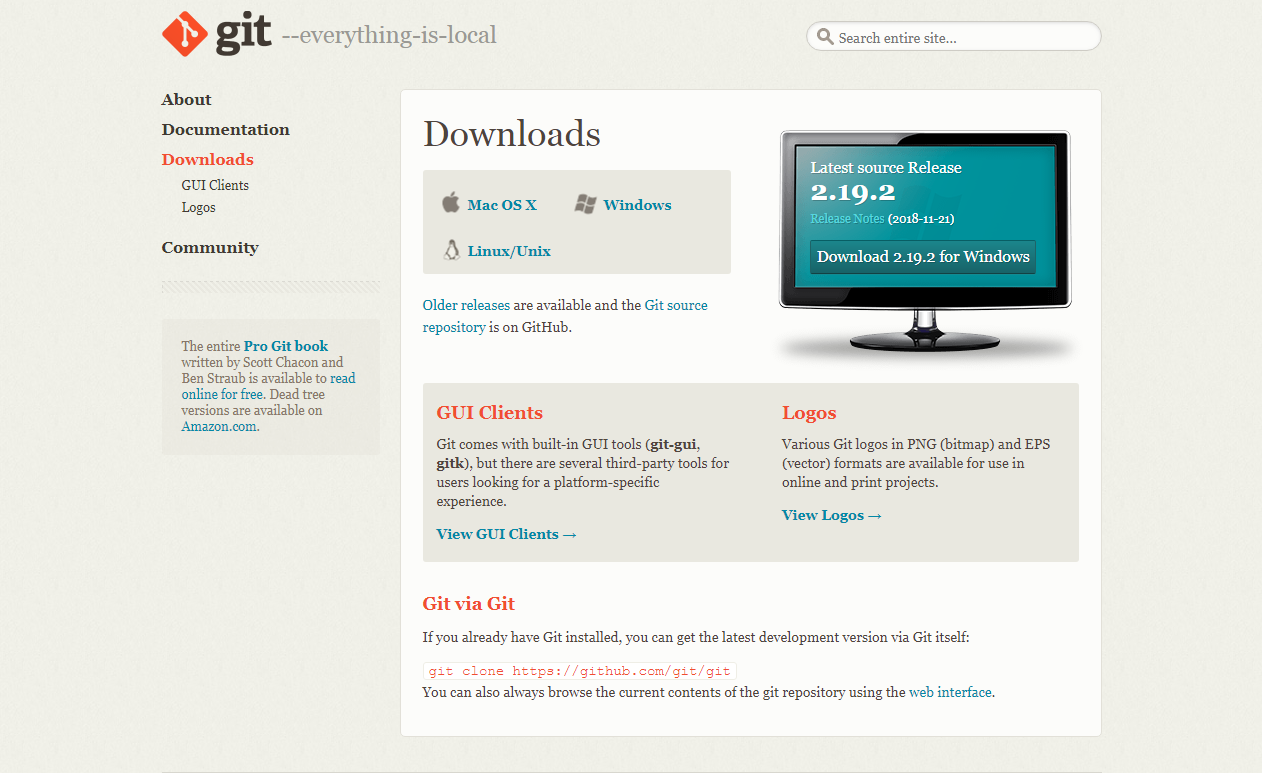 git --everything-is-local
Search entire site...
About
Documentation
Downloads
GUI Clients
Logos
Community
The entire Pro Git book
written by Scott Chacon and
Ben Straub is available to read
online for free. Dead tree
versions are available on
Amazon.com.
Downloads
Mac OS X
Windows
Linux/Unix
Older releases are available and the Git source
repository is on GitHub.
Latest source Release
2.19.2
Release Notes (2018-11-21)
Download 2.19.2 for Windows
GUI Clients
Git comes with built-in GUI tools (git-gui,
gitk), but there are several third-party tools for
users looking for a platform-specific
experience.
View GUI Clients →
Logos
Various Git logos in PNG (bitmap) and EPS
(vector) formats are available for use in
online and print projects.
View Logos →
Git via Git
If you already have Git installed, you can get the latest development version via Git itself:
git clone https://github.com/git/git
You can also always browse the current contents of the git repository using the web interface.